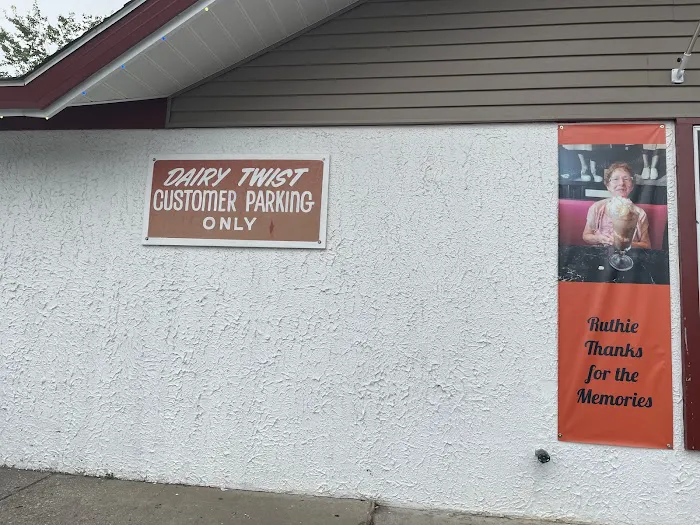 DAIRY TWIST
CUSTOMER PARKING
ONLY
Ruthie
Thanks
for the
Memories